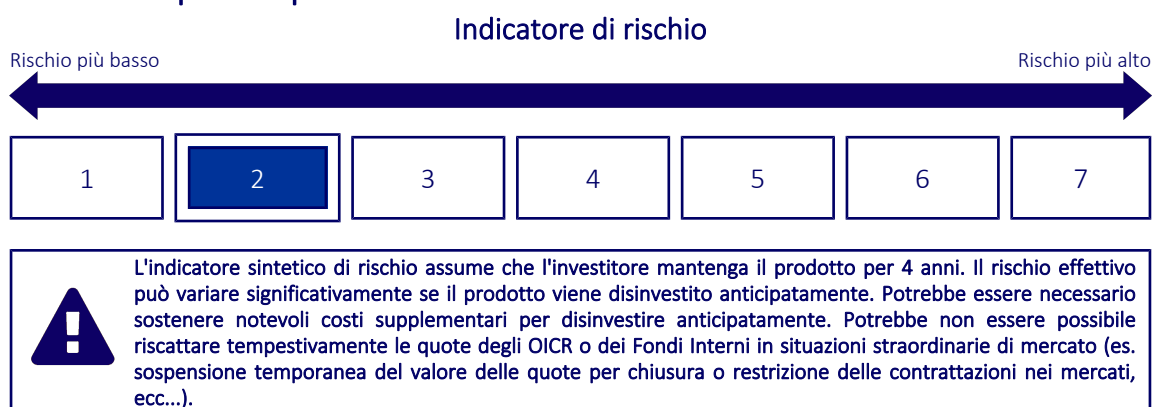 Indicatore di rischio
Rischio più basso
Rischio più alto
1 2 3 4 5 6 7
L'indicatore sintetico di rischio assume che l'investitore mantenga il prodotto per 4 anni. Il rischio effettivo
può variare significativamente se il prodotto viene disinvestito anticipatamente. Potrebbe essere necessario
sostenere notevoli costi supplementari per disinvestire anticipatamente. Potrebbe non essere possibile
riscattare tempestivamente le quote degli OICR o dei Fondi Interni in situazioni straordinarie di mercato (es.
sospensione temporanea del valore delle quote per chiusura o restrizione delle contrattazioni nei mercati,
ecc...).